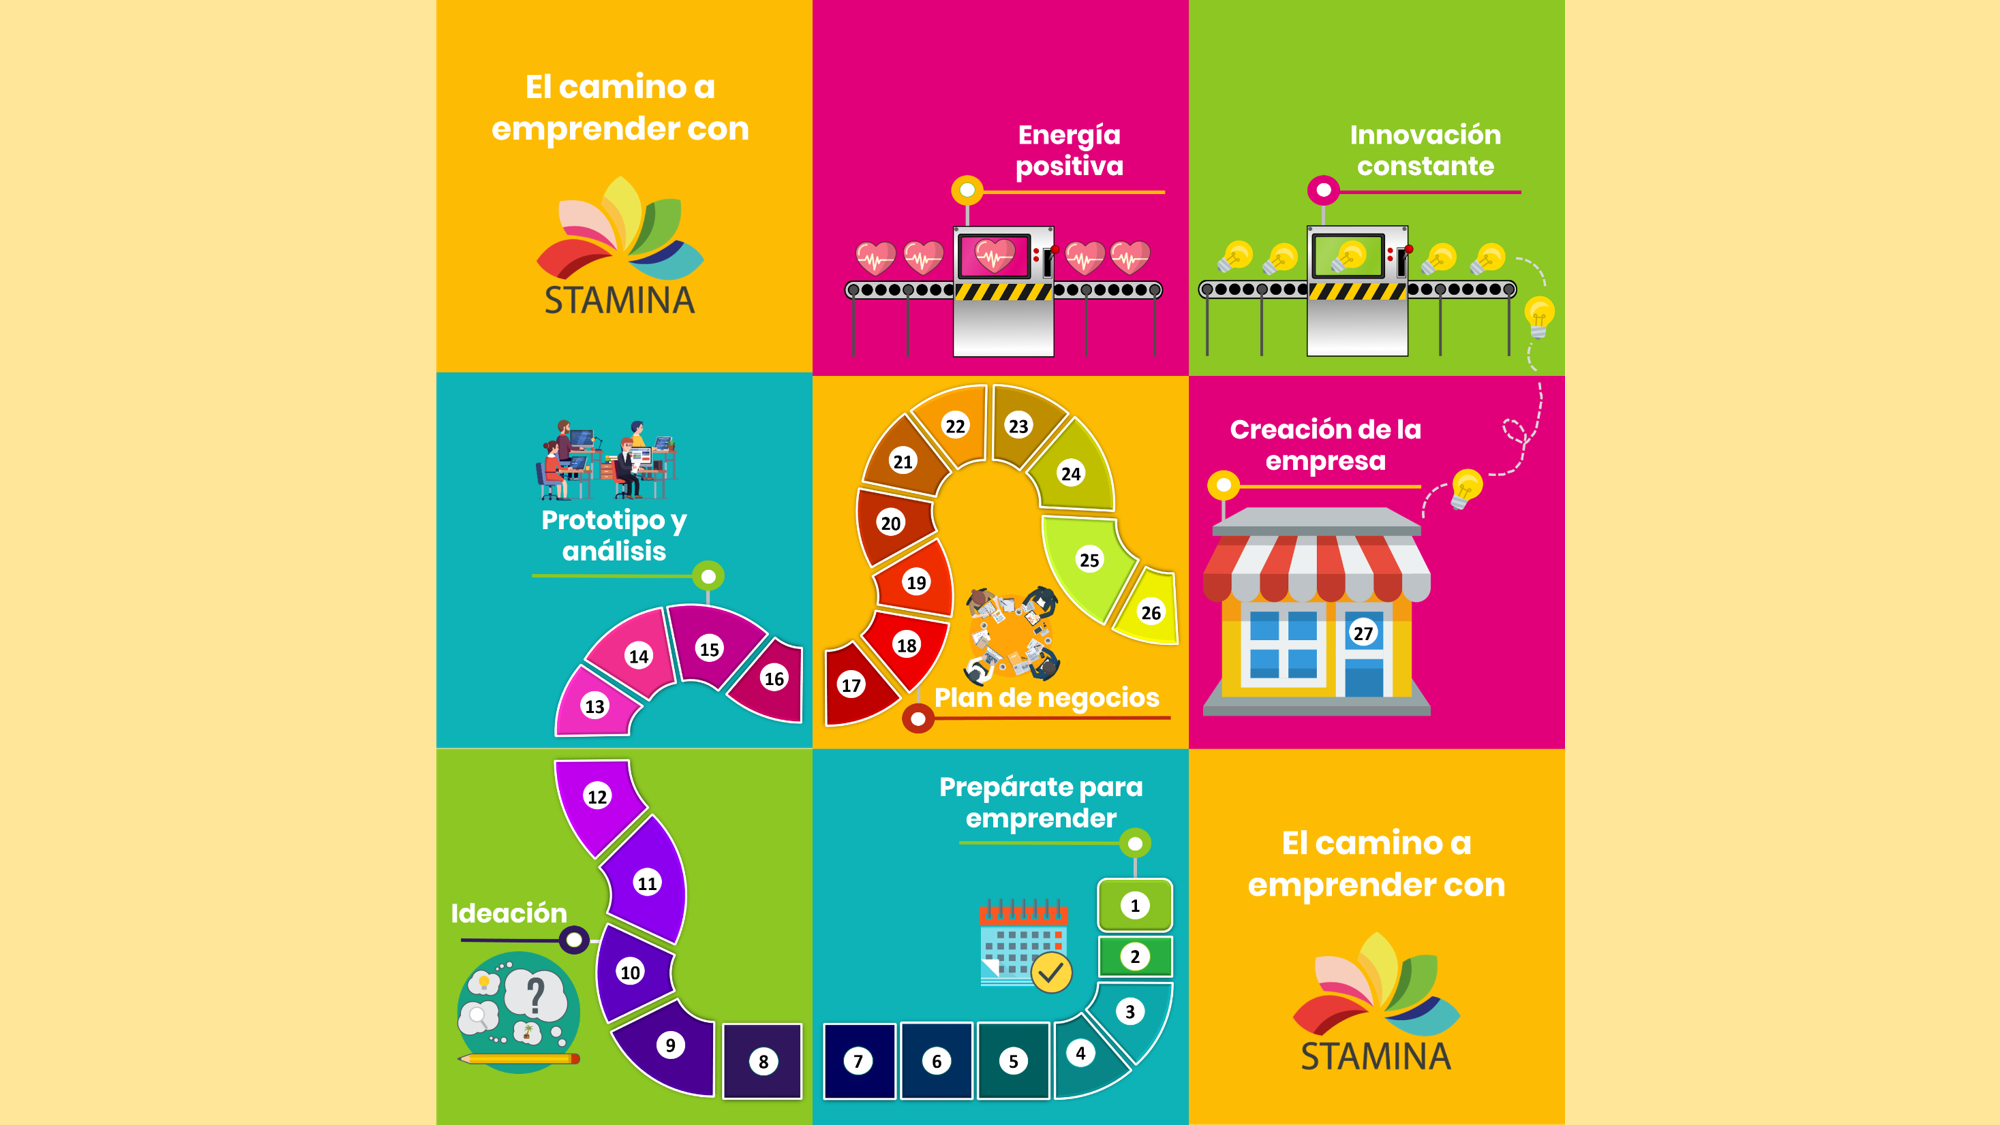 El camino a
emprender con
STAMINA
Energía
positiva
Innovación
constante
Prototipo y
análisis
13
14
15
16
17
18
19
20
21
22
23
24
25
26
Plan de negocios
Creación de la
empresa
27
Ideación
12
11
10
9
8
Prepárate para
emprender
1
2
3
4
5
6
7
?
El camino a
emprender con
STAMINA